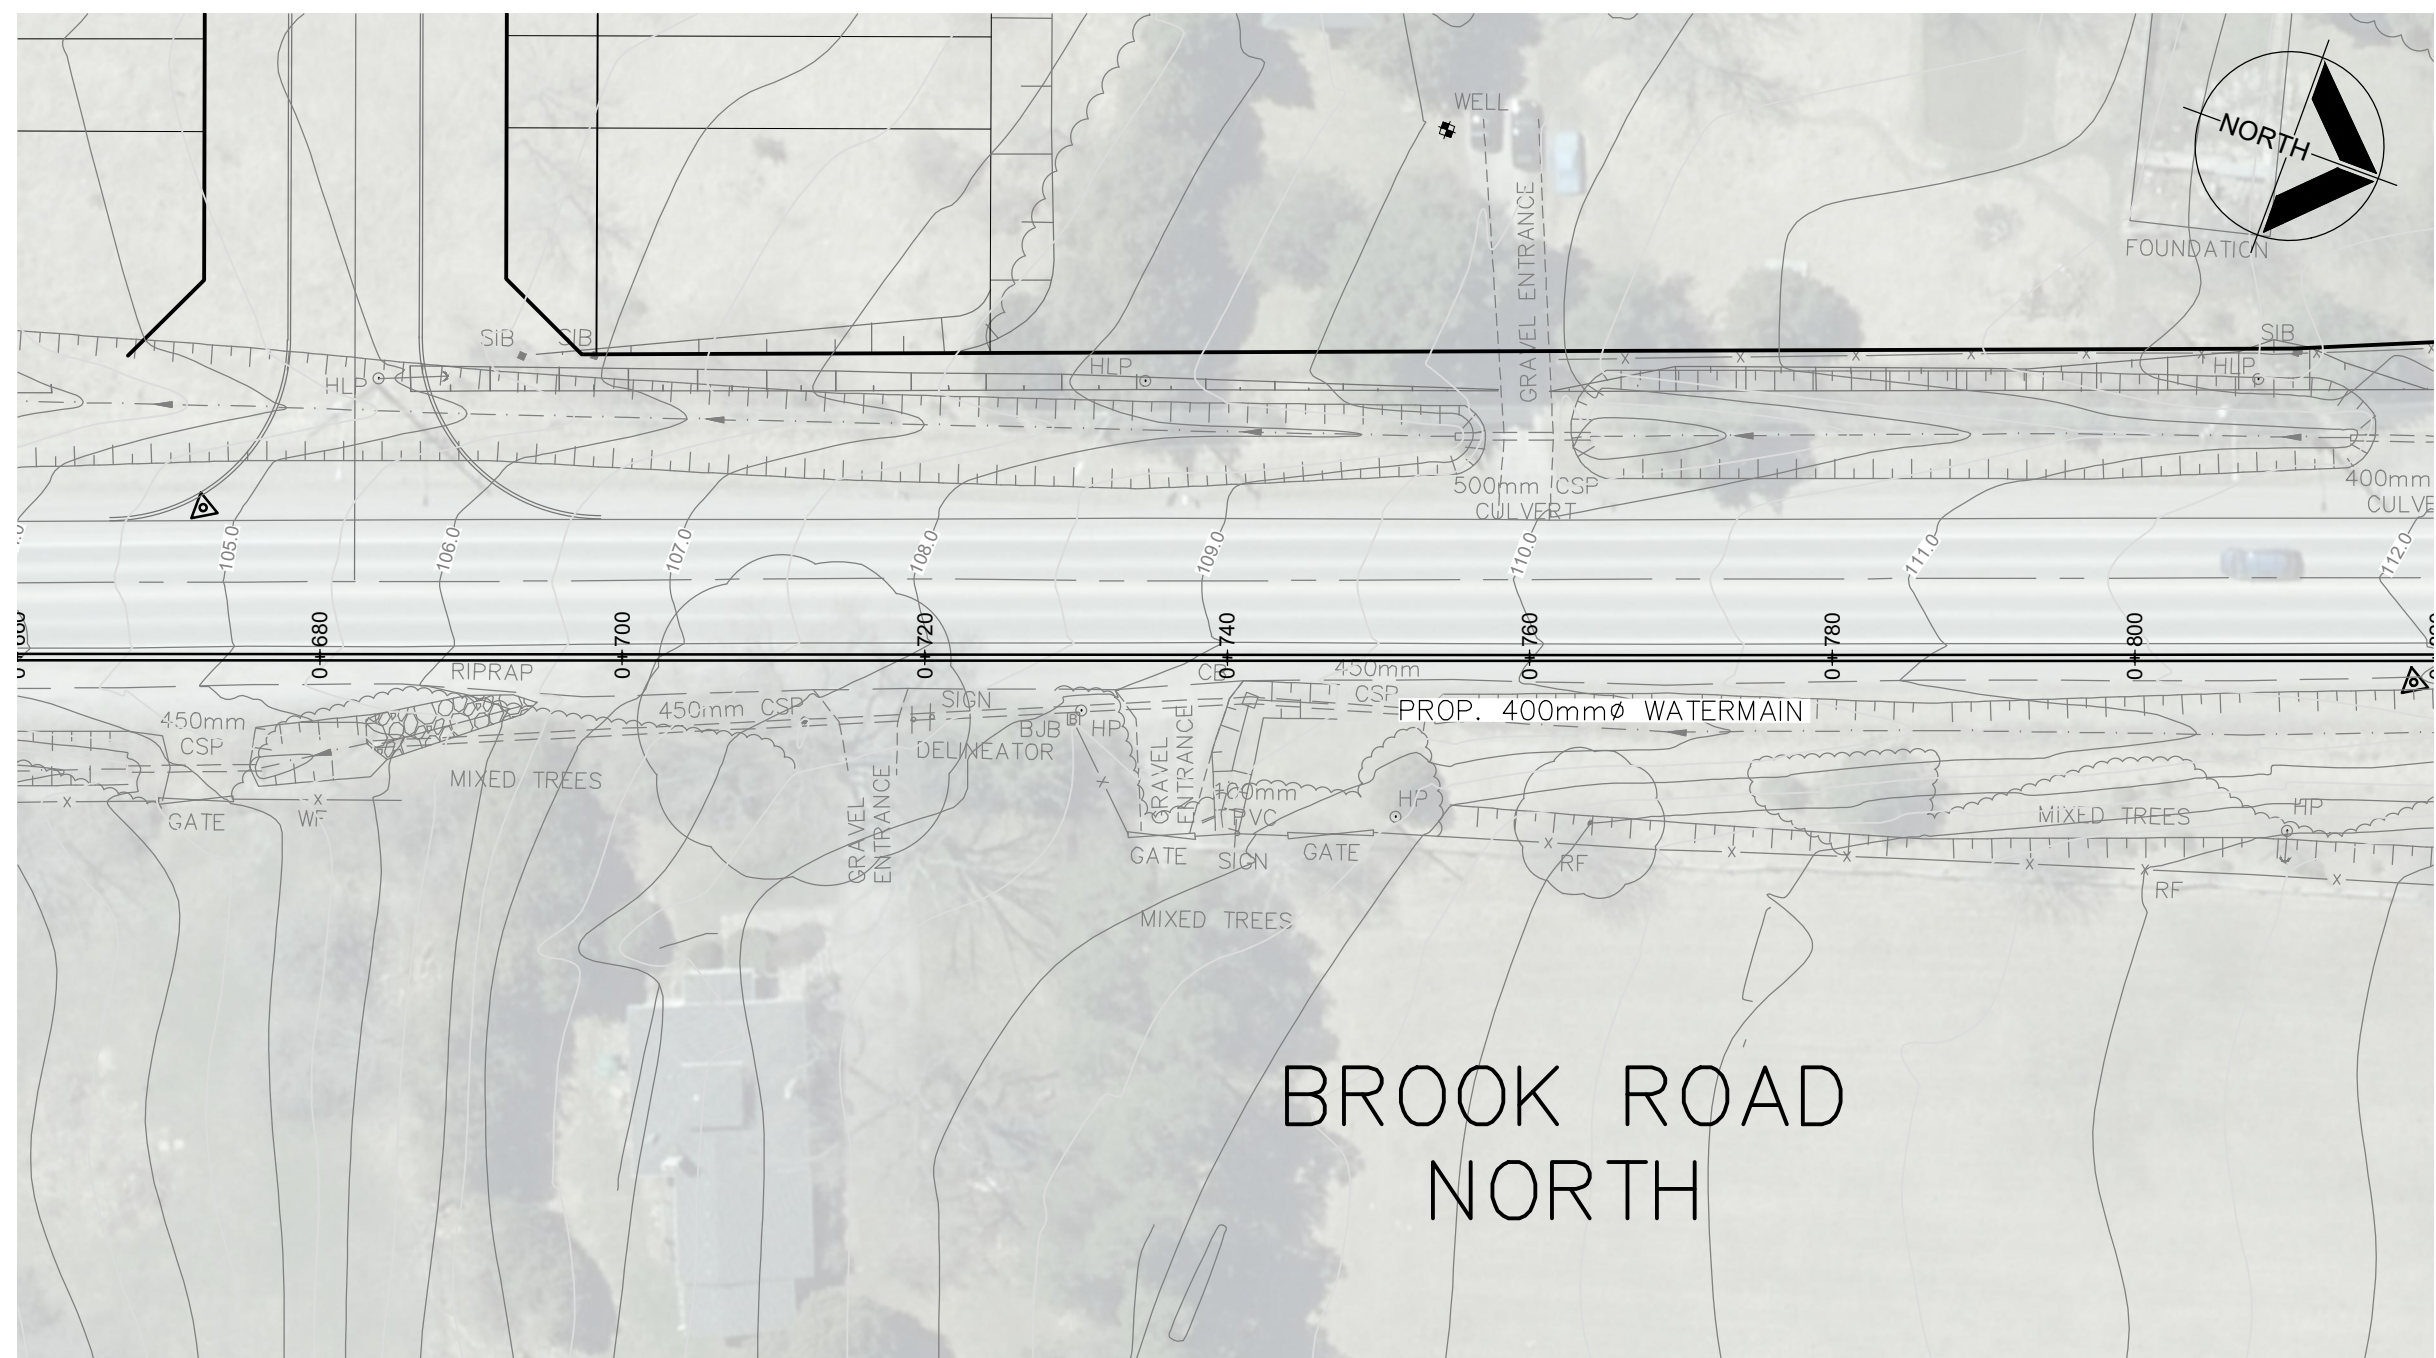 WELL
NORTH
GRAVEL ENTRANCE
FOUNDATION
SIB
SIB
SIB
HLP
HLP
HLP
500mm CSP
CULVERT
400mm
105.0
106.0
107.0
108.0
109.0
110.0
111.0
112.0
0+680
0+700
0+720
0+740
0+760
0+780
0+800
RIPRAP
CB
450mm
CSP
450mm
CSP
450mm CSP
SIGN
DELINEATOR
BJB
HP
PROP. 400mmø WATERMAIN
MIXED TREES
GRAVEL
ENTRANCE
GRAVEL
ENTRANCE
100mm
PVC
HP
MIXED TREES
HP
GATE
WF
GATE
SIGN
GATE
RF
RF
MIXED TREES
BROOK ROAD
NORTH